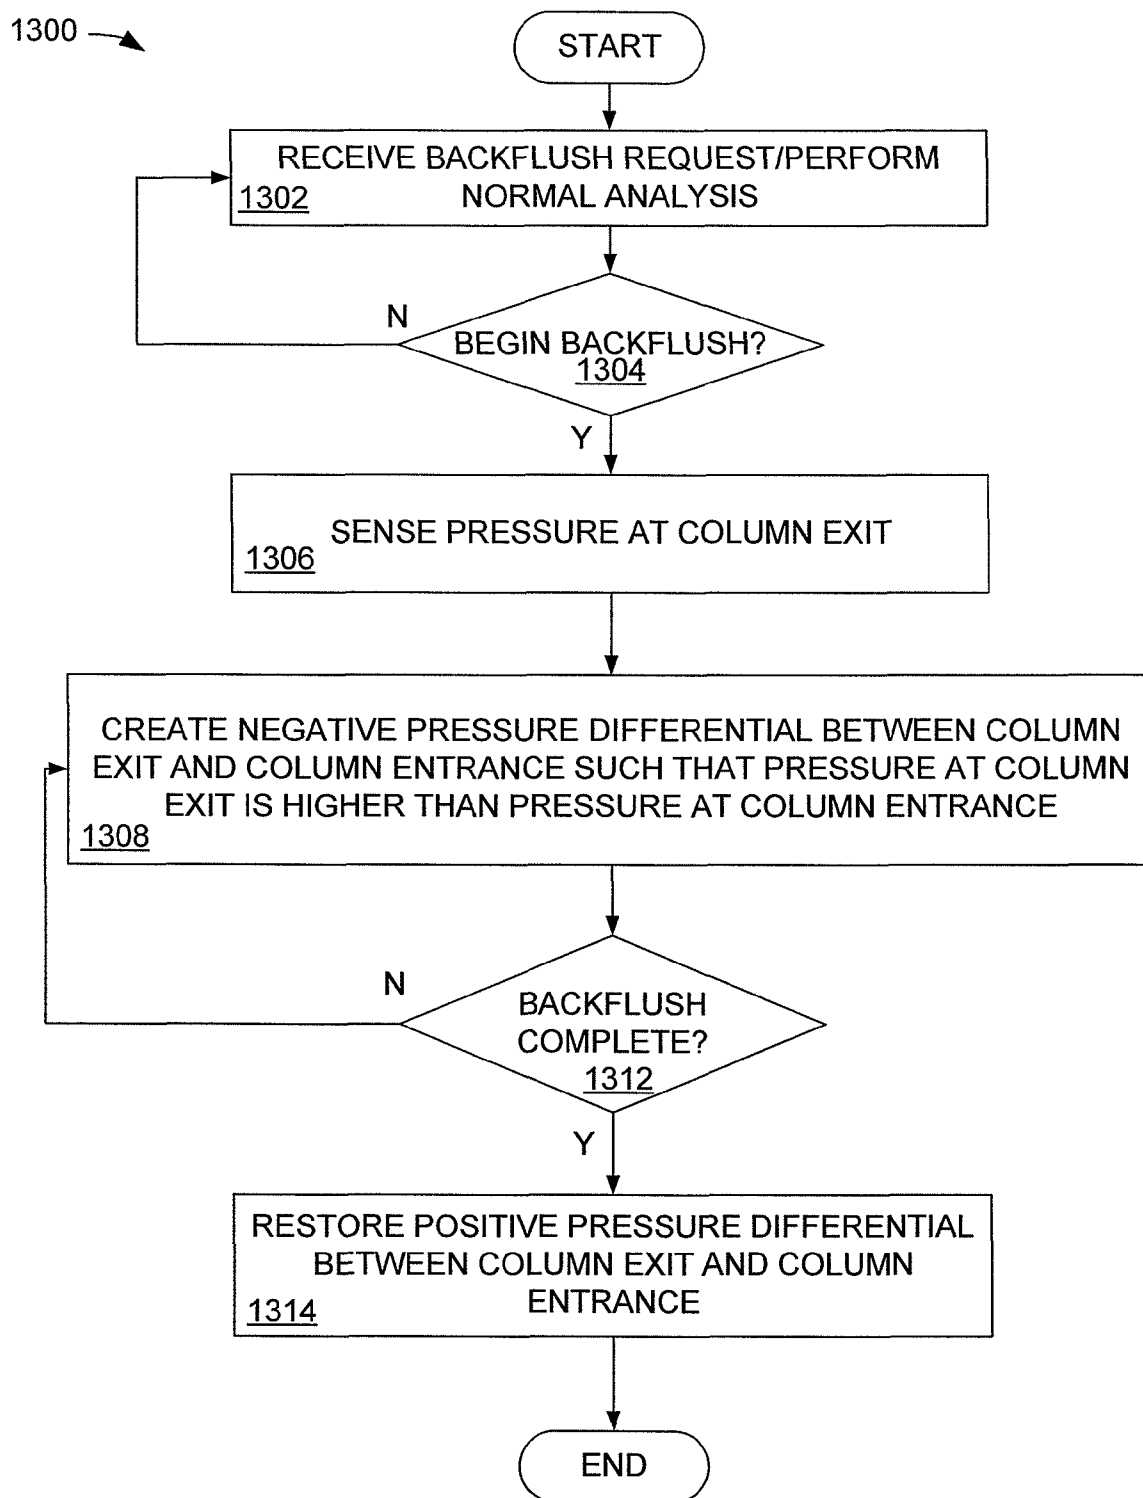 1300
START
RECEIVE BACKFLUSH REQUEST/PERFORM
NORMAL ANALYSIS
1302
N
BEGIN BACKFLUSH?
1304
Y
SENSE PRESSURE AT COLUMN EXIT
1306
CREATE NEGATIVE PRESSURE DIFFERENTIAL BETWEEN COLUMN
EXIT AND COLUMN ENTRANCE SUCH THAT PRESSURE AT COLUMN
EXIT IS HIGHER THAN PRESSURE AT COLUMN ENTRANCE
1308
N
BACKFLUSH
COMPLETE?
1312
Y
RESTORE POSITIVE PRESSURE DIFFERENTIAL
BETWEEN COLUMN EXIT AND COLUMN
ENTRANCE
1314
END